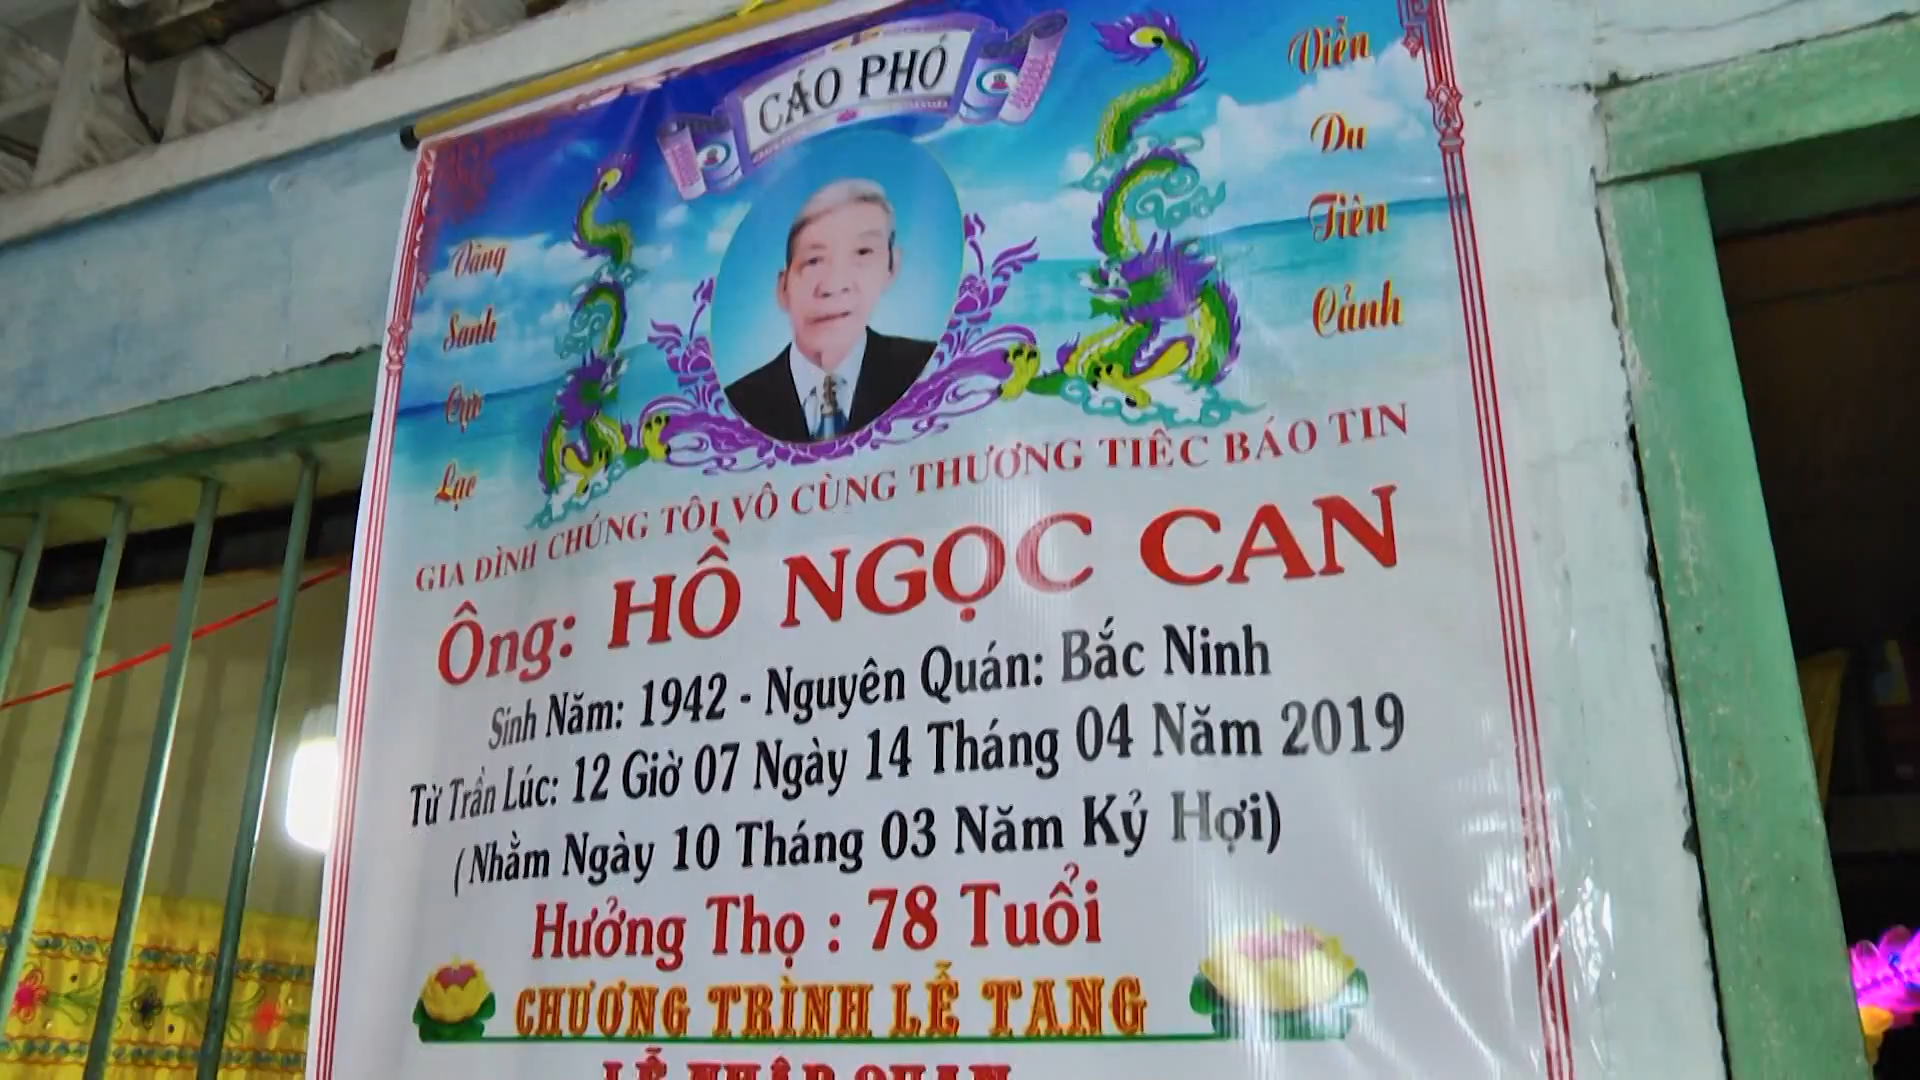 CÁO PHÓ
Vãng
Sanh
Cực
Lạc
Viễn
Du
Tiên
Cảnh
GIA ĐÌNH CHÚNG TÔI VÔ CÙNG THƯƠNG TIẾC BÁO TIN
Ông: HỒ NGỌC CAN
Sinh Năm: 1942 - Nguyên Quán: Bắc Ninh
Từ Trần Lúc: 12 Giờ 07 Ngày 14 Tháng 04 Năm 2019
(Nhằm Ngày 10 Tháng 03 Năm Kỷ Hợi)
Hưởng Thọ : 78 Tuổi
CHƯƠNG TRÌNH LỄ TANG
LỄ NHẬP QUAN